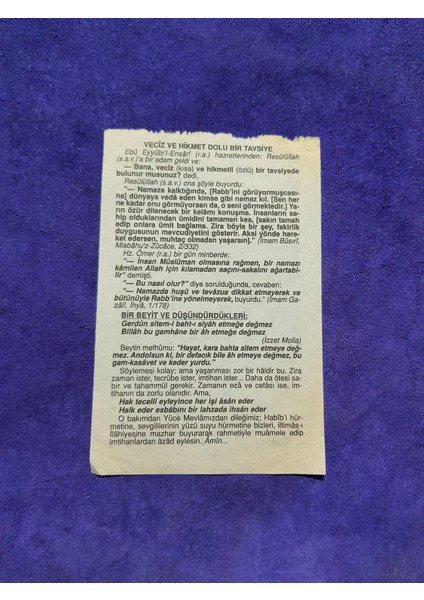 VECİZ VE HİKMET DOLU BİR TAVSİYE
Ebû Eyyûbi'l-Ensârî (r.a.) hazretlerinden: Resûlüllah
(s.a.v.)'a bir adam geldi ve:
— Bana, veciz (kısa) ve hikmetli (özlü) bir tavsiyede
bulunur musunuz? dedi.
Resûlüllah (s.a.v.) ona şöyle buyurdu:
"— Namaza kalktığında, [Rabb'ini görüyormuşcası-
na] dünyaya vedâ eden kimse gibi namaz kıl. [Sen her
ne kadar onu görmüyorsan da, o seni görmektedir.] Ya-
rın özür dilenecek bir kelâmı konuşma. İnsanların sa-
hip olduklarından ümidini tamamen kes, [sakın tamah
edip onlara ümit bağlama. Zira böyle bir şey, fakirlik
duygusunun mevcudiyetini gösterir. Aksi yönde hare-
ket edersen, muhtaç olmadan yaşarsın]." (İmam Bûsırî,
Misbâhu'z-Zücâce, 2/332)
Hz. Ömer (r.a.) bir gün minberde:
"— İnsan Müslüman olmasına rağmen, bir namazı
kâmilen Allah için kılamadan saçını-sakalını ağartabi-
lir" demişti.
"— Bu nasıl olur?" diye sorulduğunda, cevaben:
"— Namazda huşû ve tevâzua dikkat etmeyerek ve
bütünüyle Rabb'ine yönelmeyerek, buyurdu." (İmam Ga-
zâlî, İhyâ, 1/178)
BİR BEYİT VE DÜŞÜNDÜRDÜKLERİ:
Gerdûn sitem-i baht-ı siyâh etmeğe değmez
Billâh bu gamhâne bir âh etmeğe değmez
(İzzet Molla)
Beytin mefhûmu: "Hayat, kara bahta sitem etmeye değ-
mez. Andolsun ki, bir defacık bile âh etmeye değmez, bu
gam-kasâvet ve keder yurdu."
Söylemesi kolay; ama yaşanması zor bir hâldir bu. Zira
zaman ister, tecrübe ister, imtihan ister... Daha da ötesi sa-
bır ve tahammül gerekir. Zamanın ezâ ve cefâsı ise, im-
tihanın da zorlu olanıdır. Ama,
Hak tecellî eyleyince her işi âsân eder
Halk eder esbâbını bir lahzada ihsân eder
O bakımdan Yüce Mevlâmızdan dileğimiz; Habîb'i hür-
metine, sevgililerinin yüzü suyu hürmetine bizleri, iltimâs-ı
ilâhiyesine mazhar buyurarak rahmetiyle muâmele edip
imtihanlardan âzâd eylesin. Âmîn...